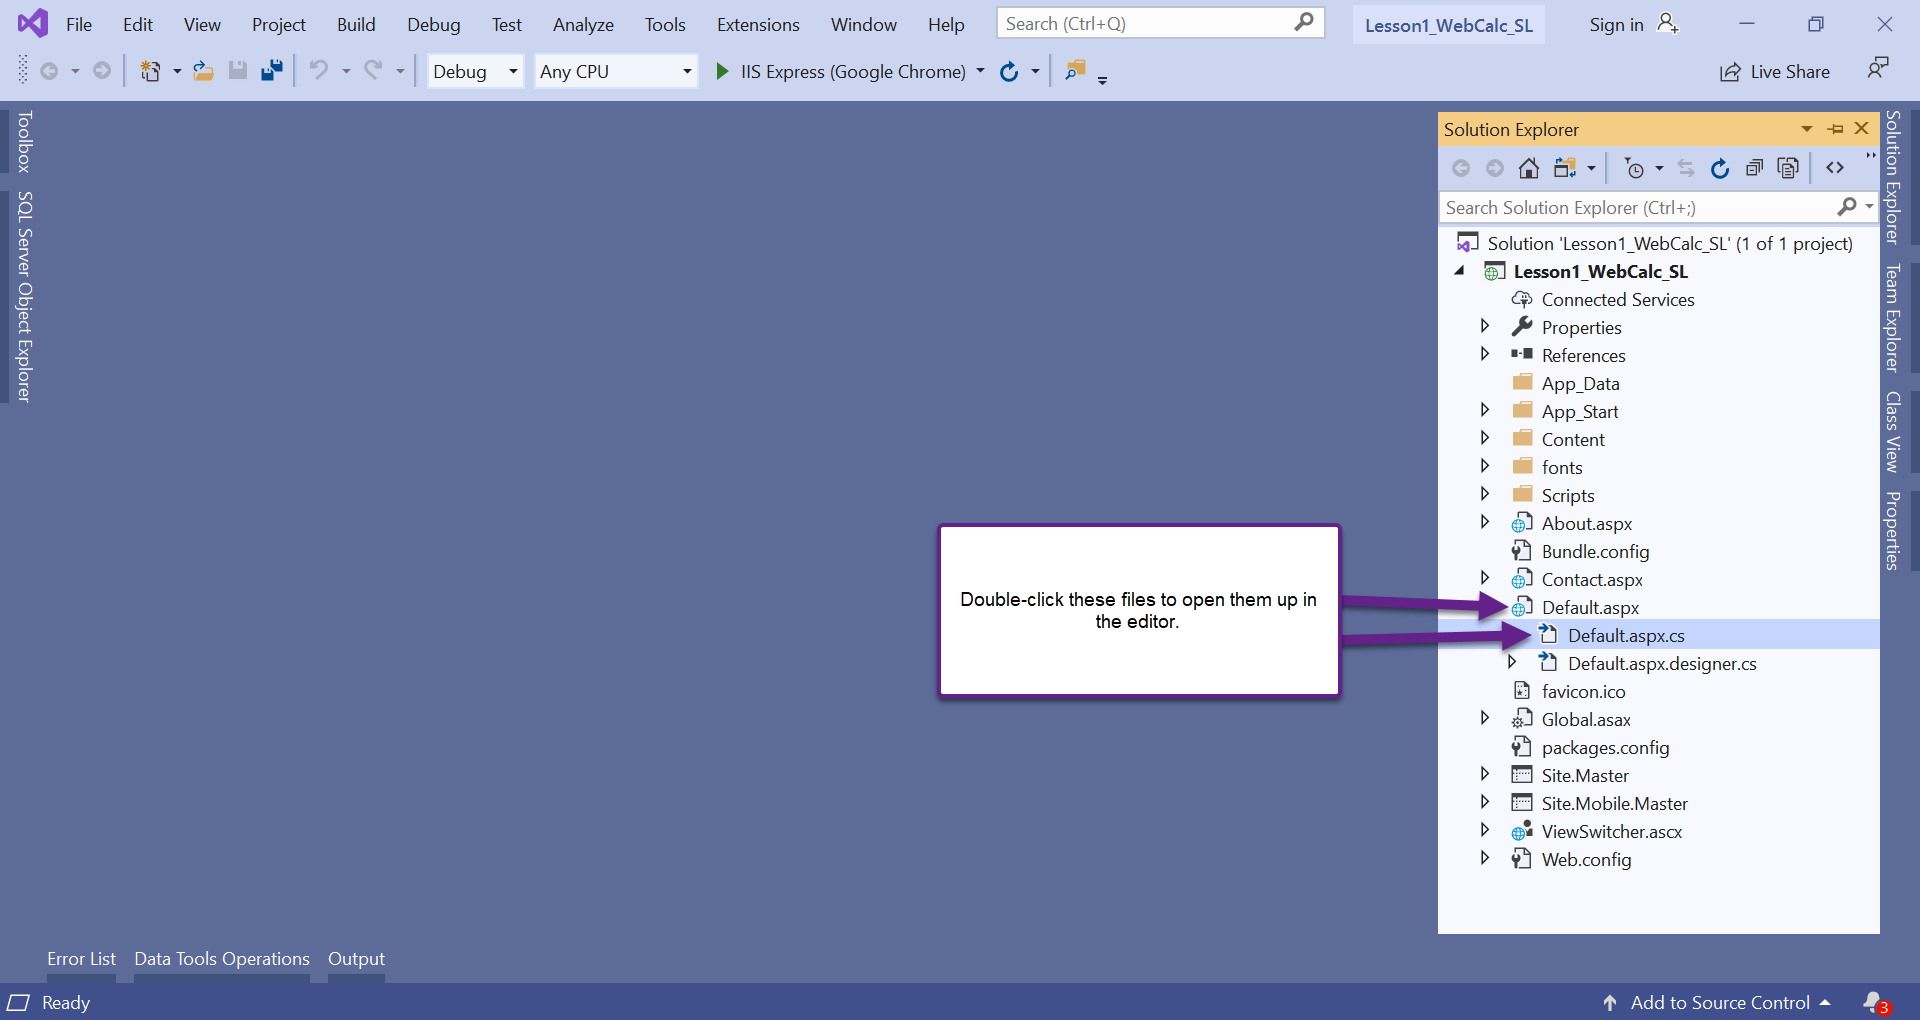 File Edit View Project Build Debug Test Analyze Tools Extensions Window Help Search (Ctrl+Q) Lesson1_WebCalc_SL Sign in
Debug Any CPU IIS Express (Google Chrome) Live Share
Toolbox
SQL Server Object Explorer
Solution Explorer
Search Solution Explorer (Ctrl+;)
Solution 'Lesson1_WebCalc_SL' (1 of 1 project)
Lesson1_WebCalc_SL
Connected Services
Properties
References
App_Data
App_Start
Content
fonts
Scripts
About.aspx
Bundle.config
Contact.aspx
Default.aspx
Default.aspx.cs
Default.aspx.designer.cs
favicon.ico
Global.asax
packages.config
Site.Master
Site.Mobile.Master
ViewSwitcher.ascx
Web.config
Double-click these files to open them up in
the editor.
Solution Explorer
Team Explorer
Class View
Properties
Error List Data Tools Operations Output
Ready Add to Source Control 3